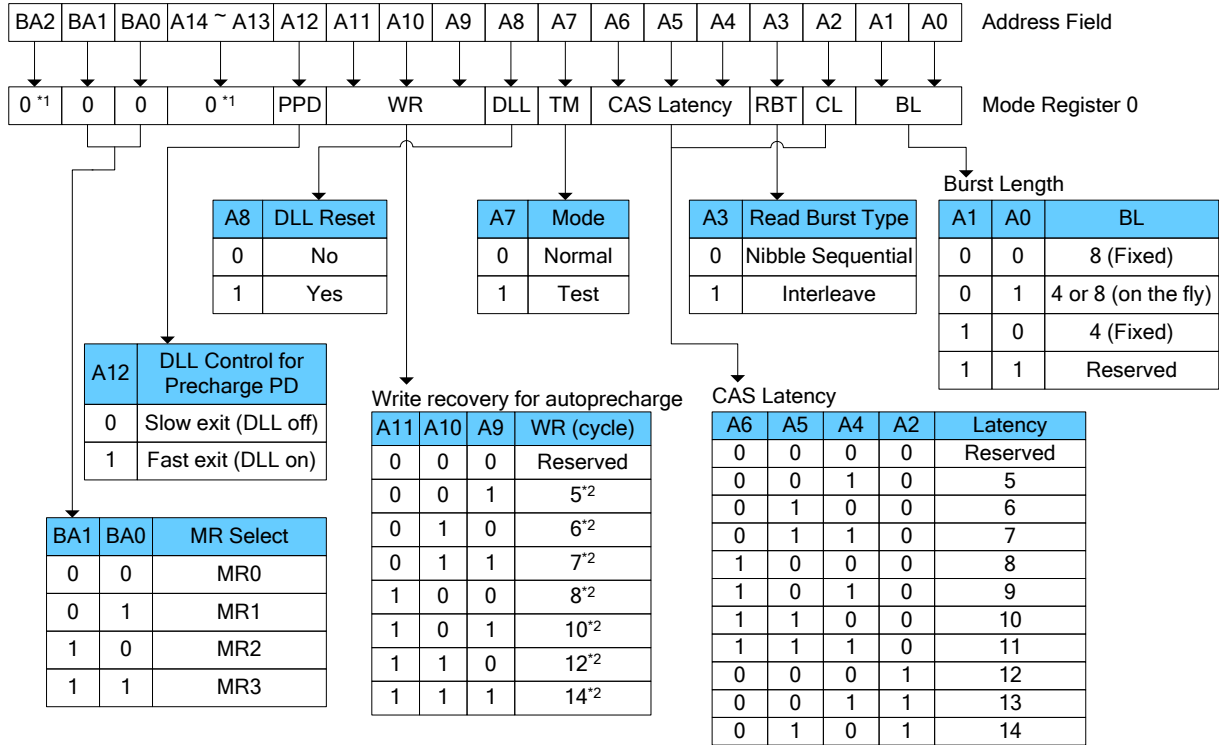 BA2 BA1 BA0 A14 ~ A13 A12 A11 A10 A9 A8 A7 A6 A5 A4 A3 A2 A1 A0 Address Field
0 *1 0 0 0 *1 PPD WR DLL TM CAS Latency RBT CL BL Mode Register 0
Burst Length
A1 A0 BL
0 0 8 (Fixed)
0 1 4 or 8 (on the fly)
1 0 4 (Fixed)
1 1 Reserved
A8 DLL Reset
0 No
1 Yes
A7 Mode
0 Normal
1 Test
A3 Read Burst Type
0 Nibble Sequential
1 Interleave
A12 DLL Control for
Precharge PD
0 Slow exit (DLL off)
1 Fast exit (DLL on)
Write recovery for autoprecharge
A11 A10 A9 WR (cycle)
0 0 0 Reserved
0 0 1 5*2
0 1 0 6*2
0 1 1 7*2
1 0 0 8*2
1 0 1 10*2
1 1 0 12*2
1 1 1 14*2
CAS Latency
A6 A5 A4 A2 Latency
0 0 0 0 Reserved
0 0 1 0 5
0 1 0 0 6
0 1 1 0 7
1 0 0 0 8
1 0 1 0 9
1 1 0 0 10
1 1 1 0 11
0 0 0 1 12
0 0 1 1 13
0 1 0 1 14
BA1 BA0 MR Select
0 0 MR0
0 1 MR1
1 0 MR2
1 1 MR3